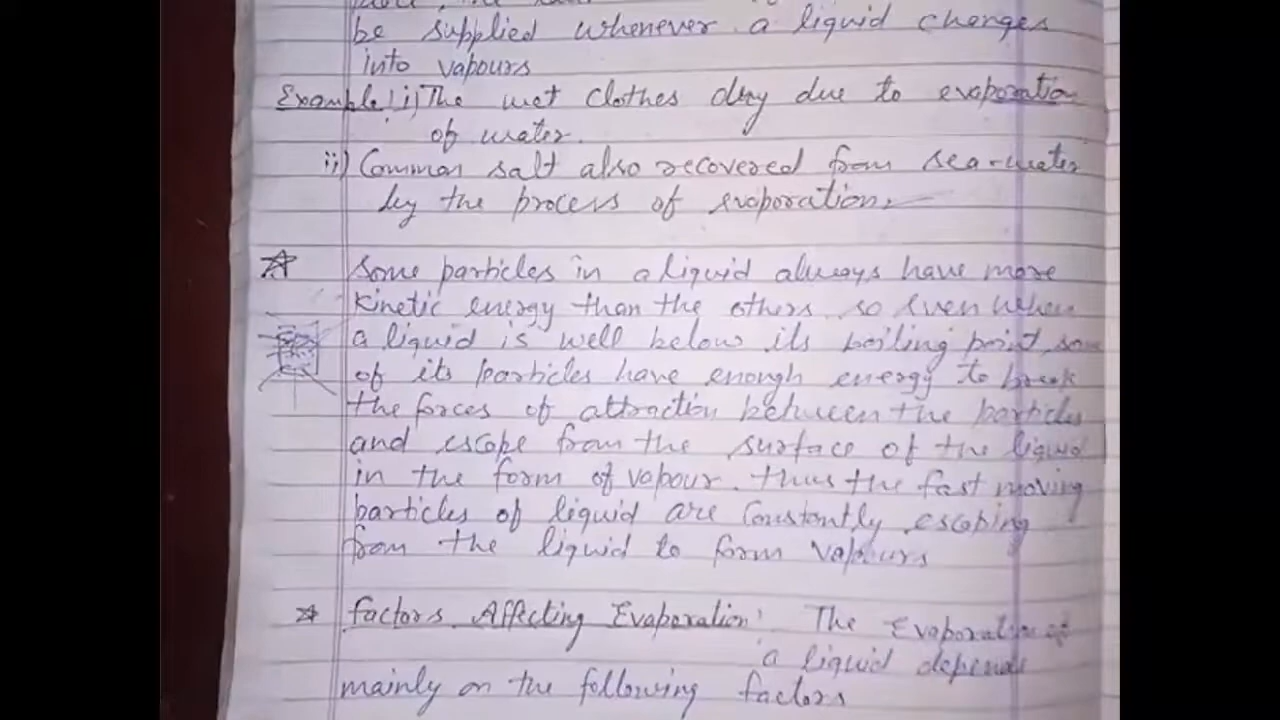 be supplied whenever a liquid changes
into vapours
Example: i) The wet clothes dry due to evaporation
of water.
ii) Common salt also recovered from sea-water
by the process of evaporation.
Some particles in a liquid always have more
kinetic energy than the others. so even when
a liquid is well below its boiling point, some
of its particles have enough energy to break
the forces of attraction between the particles
and escape from the surface of the liquid
in the form of vapour. thus the fast moving
particles of liquid are constantly escaping
from the liquid to form vapours
factors Affecting Evaporation: The Evaporation of
a liquid depends
mainly on the following factors